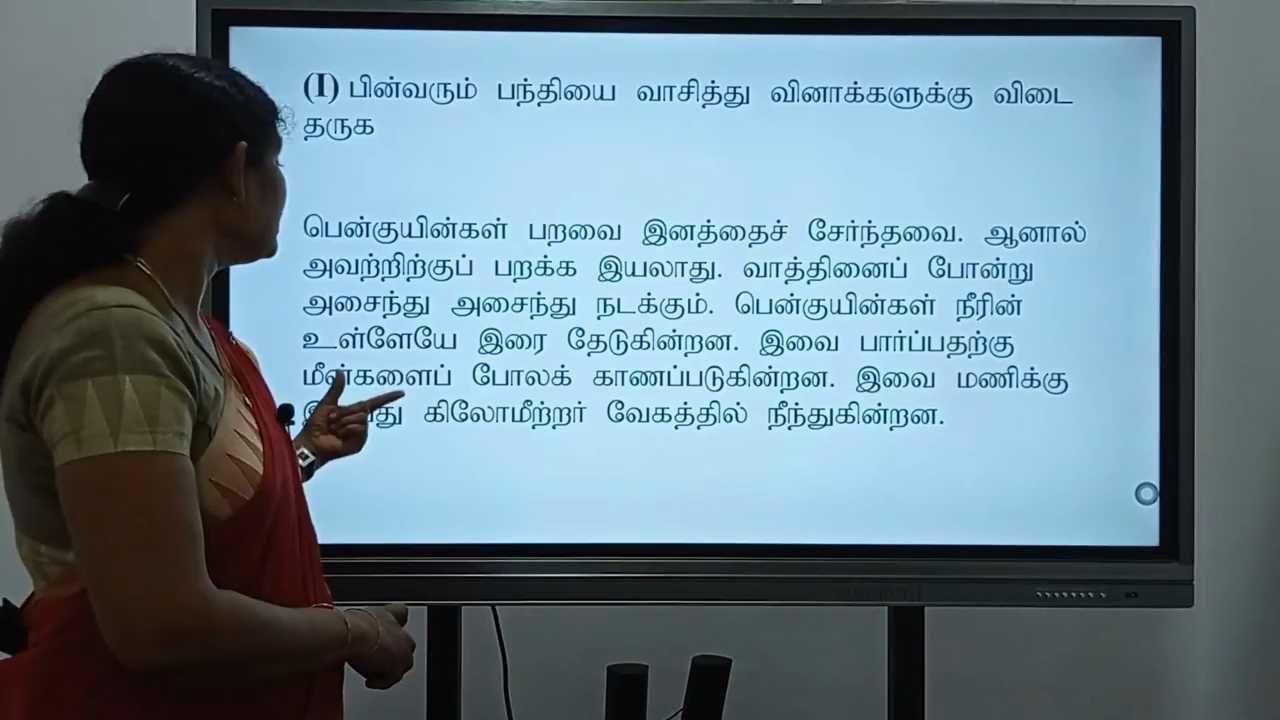 (I) பின்வரும் பந்தியை வாசித்து வினாக்களுக்கு விடை
தருக
பென்குயின்கள் பறவை இனத்தைச் சேர்ந்தவை. ஆனால்
அவற்றிற்குப் பறக்க இயலாது. வாத்தினைப் போன்று
அசைந்து அசைந்து நடக்கும். பென்குயின்கள் நீரின்
உள்ளேயே இரை தேடுகின்றன. இவை பார்ப்பதற்கு
மீன்களைப் போலக் காணப்படுகின்றன. இவை மணிக்கு
கிலோமீற்றர் வேகத்தில் நீந்துகின்றன.